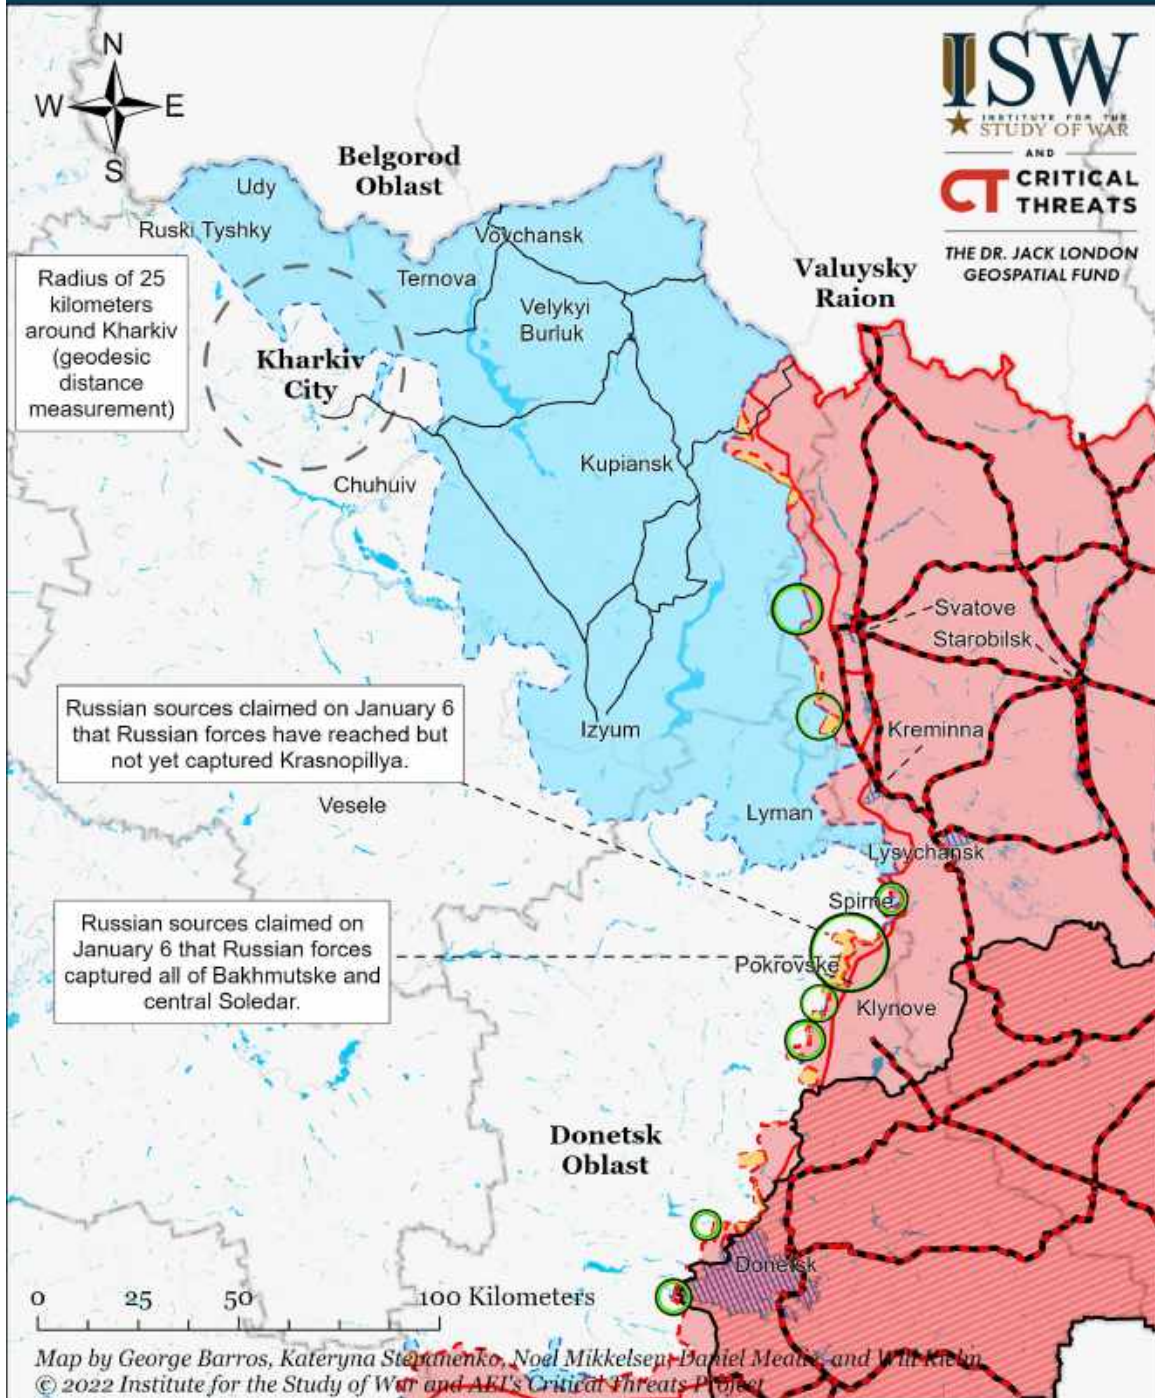 N
W E
S
ISW
INSTITUTE FOR THE
STUDY OF WAR
AND
CT CRITICAL
THREATS
THE DR. JACK LONDON
GEOSPATIAL FUND
Belgorod
Oblast
Udy
Ruski Tyshky
Vovchansk
Ternova
Valuysky
Raion
Radius of 25
kilometers
around Kharkiv
(geodesic
distance
measurement)
Velykyi
Burluk
Kharkiv
City
Kupiansk
Chuhuiv
Svatove
Starobilsk
Russian sources claimed on January 6
that Russian forces have reached but
not yet captured Krasnopillya.
Izyum
Kreminna
Vesele
Lyman
Lysychansk
Spirne
Russian sources claimed on
January 6 that Russian forces
captured all of Bakhmutske and
central Soledar.
Pokrovske
Klynove
Donetsk
Oblast
Donetsk
0 25 50 100 Kilometers
Map by George Barros, Kateryna Stepanenko, Noel Mikkelsen, Daniel Mealie, and Will Kielm
© 2022 Institute for the Study of War and AEI's Critical Threats Project